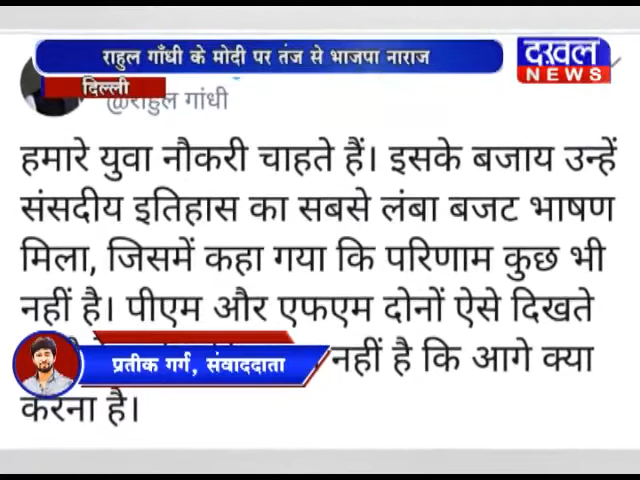 राहुल गाँधी के मोदी पर तंज से भाजपा नाराज
दखल
NEWS
दिल्ली
@राहुल गांधी
हमारे युवा नौकरी चाहते हैं। इसके बजाय उन्हें
संसदीय इतिहास का सबसे लंबा बजट भाषण
मिला, जिसमें कहा गया कि परिणाम कुछ भी
नहीं है। पीएम और एफएम दोनों ऐसे दिखते
नहीं है कि आगे क्या
प्रतीक गर्ग, संवाददाता
करना है।